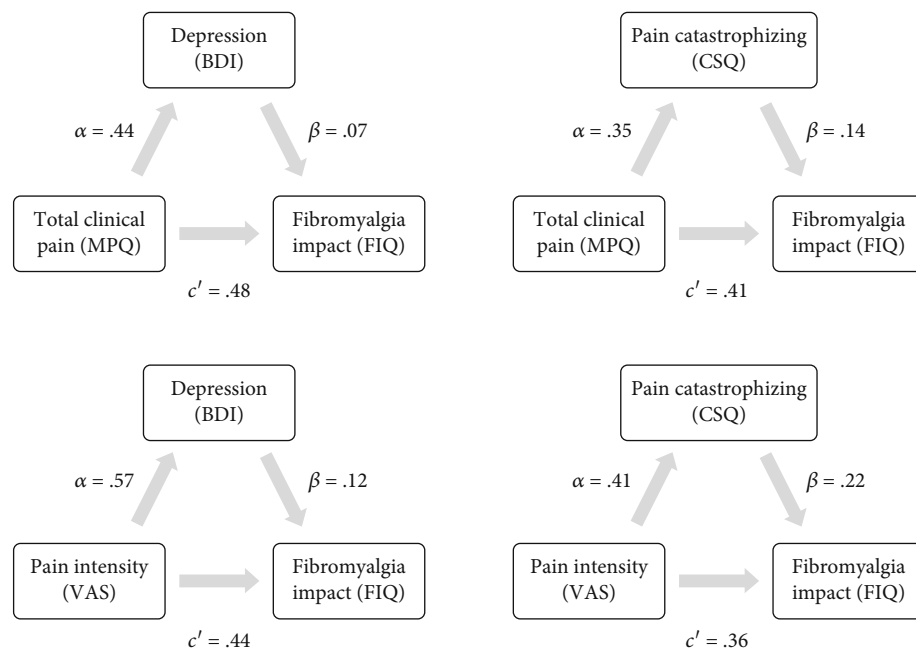 Depression
(BDI)
α = .44
β = .07
Total clinical
pain (MPQ)
Fibromyalgia
impact (FIQ)
c′ = .48
Pain catastrophizing
(CSQ)
α = .35
β = .14
Total clinical
pain (MPQ)
Fibromyalgia
impact (FIQ)
c′ = .41
Depression
(BDI)
α = .57
β = .12
Pain intensity
(VAS)
Fibromyalgia
impact (FIQ)
c′ = .44
Pain catastrophizing
(CSQ)
α = .41
β = .22
Pain intensity
(VAS)
Fibromyalgia
impact (FIQ)
c′ = .36